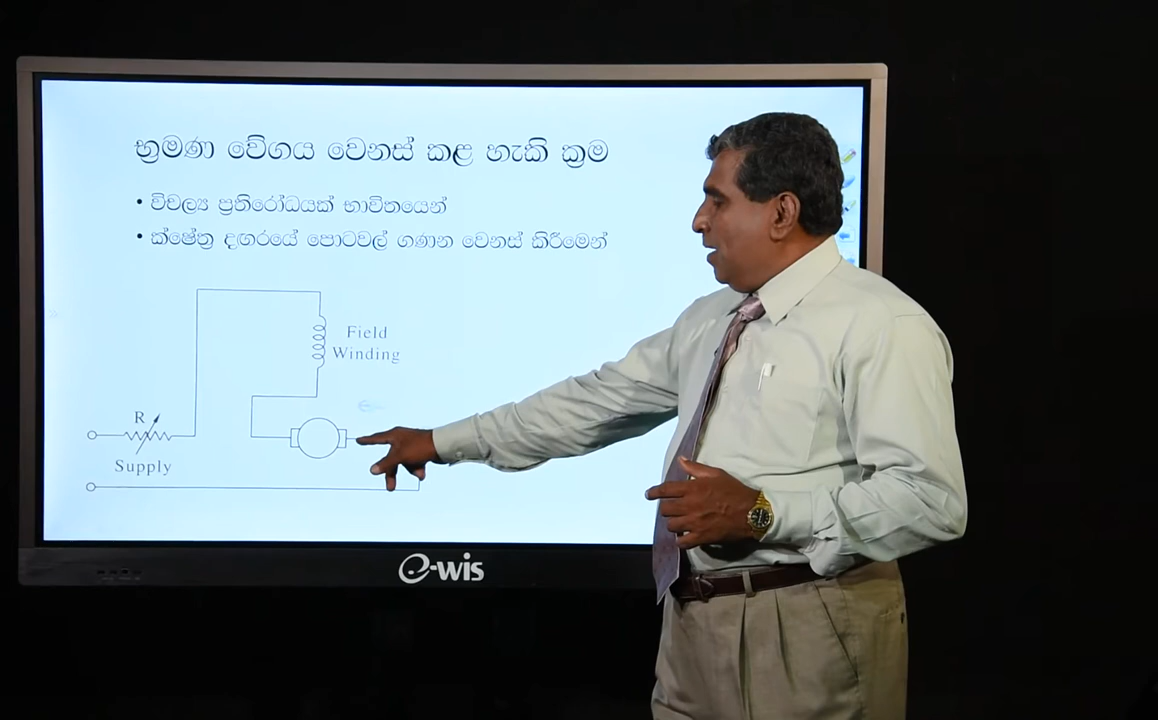 භ්‍රමණ වේගය වෙනස් කළ හැකි ක්‍රම
• විචල්‍ය ප්‍රතිරෝධයක් භාවිතයෙන්
• ක්ෂේත්‍ර දඟරයේ පොටවල් ගණන වෙනස් කිරීමෙන්
Field
Winding
R
Supply
e-wis